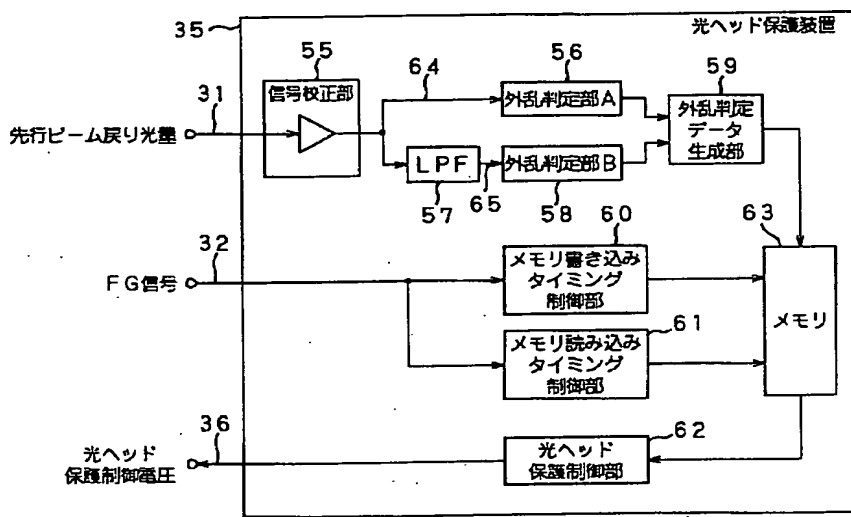 35
光ヘッド保護装置
55
信号校正部
64
56
外乱判定部A
59
外乱判定
データ
生成部
31
先行ビーム戻り光量
LPF
57
65
外乱判定部B
58
32
FG信号
60
メモリ書き込み
タイミング
制御部
63
メモリ
61
メモリ読み込み
タイミング
制御部
36
光ヘッド
保護制御電圧
62
光ヘッド
保護制御部